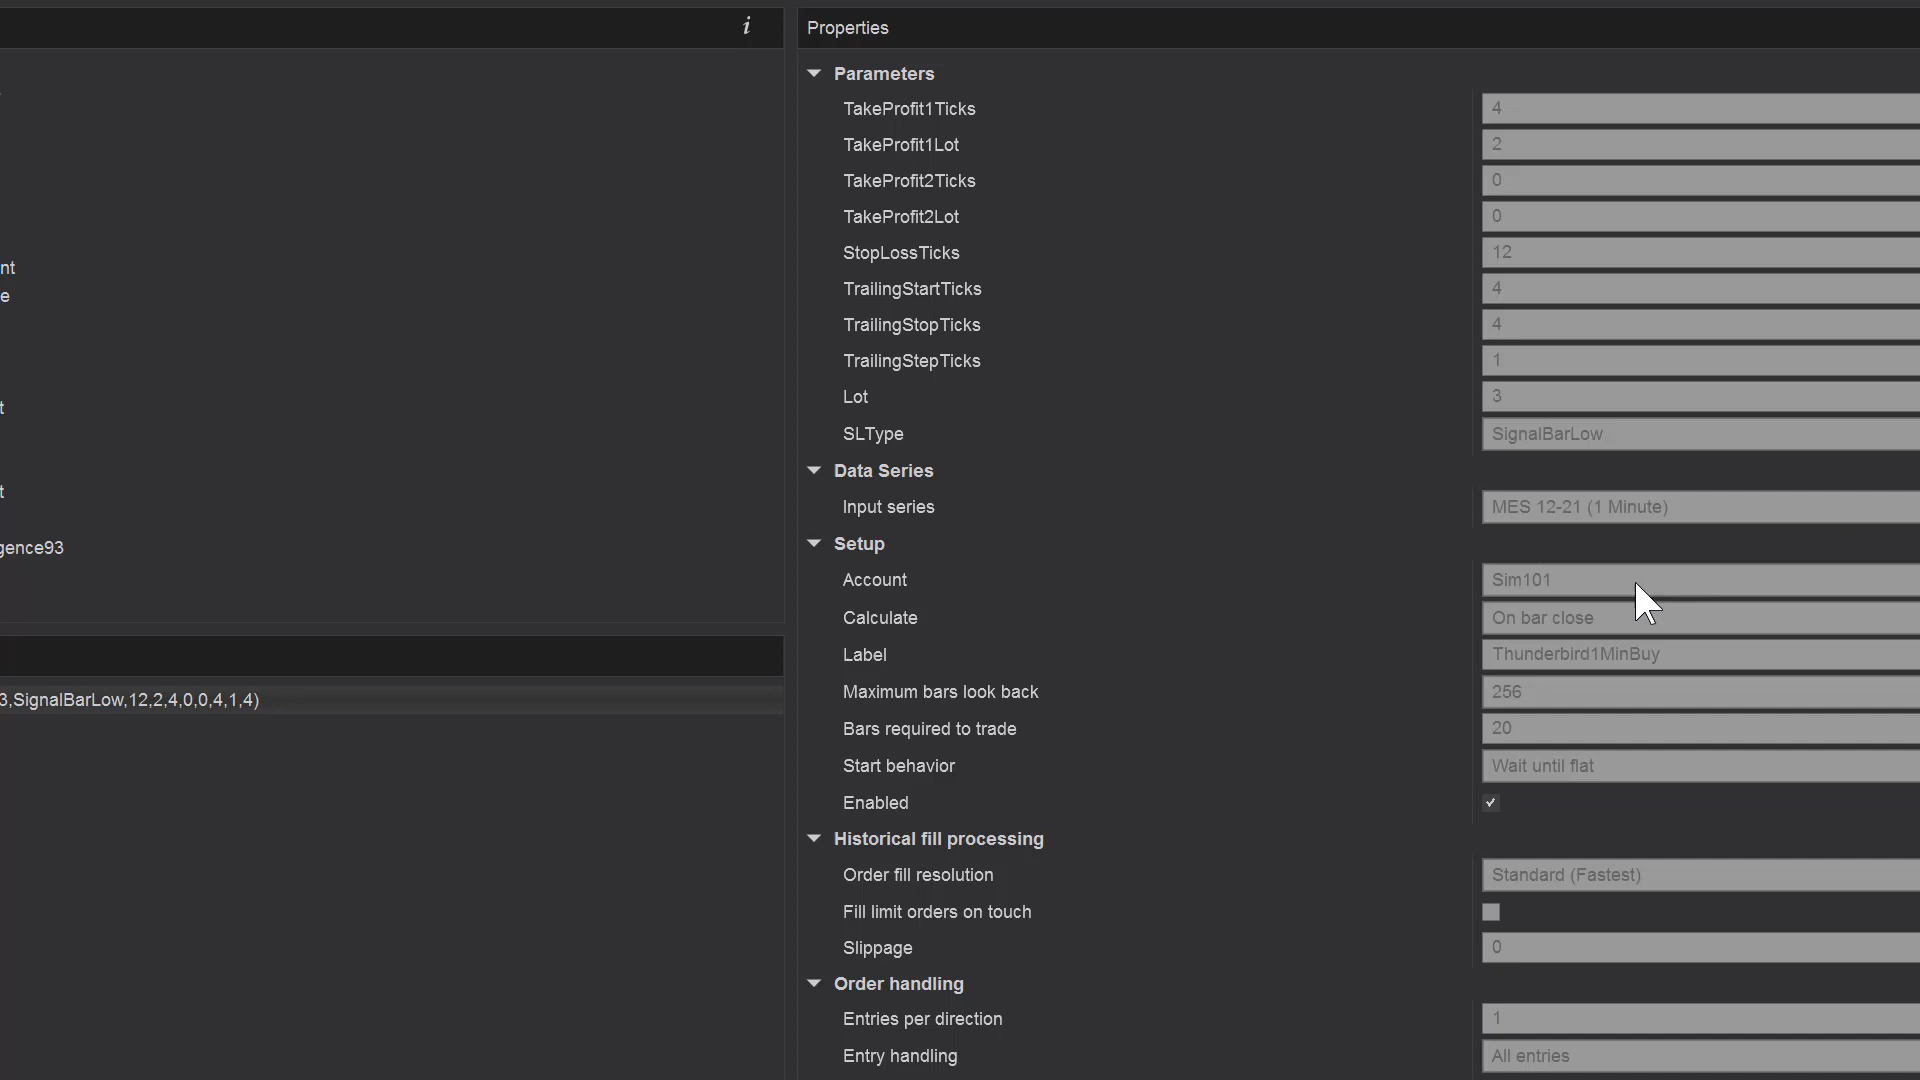 i
Properties
Parameters
TakeProfit1Ticks 4
TakeProfit1Lot 2
TakeProfit2Ticks 0
TakeProfit2Lot 0
StopLossTicks 12
nt
TrailingStartTicks 4
e
TrailingStopTicks 4
TrailingStepTicks 1
Lot 3
t
SLType SignalBarLow
Data Series
t
Input series MES 12-21 (1 Minute)
Setup
gence93
Account Sim101
Calculate On bar close
Label Thunderbird1MinBuy
Maximum bars look back 256
3,SignalBarLow,12,2,4,0,0,4,1,4)
Bars required to trade 20
Start behavior Wait until flat
Enabled
Historical fill processing
Order fill resolution Standard (Fastest)
Fill limit orders on touch
Slippage 0
Order handling
Entries per direction 1
Entry handling All entries